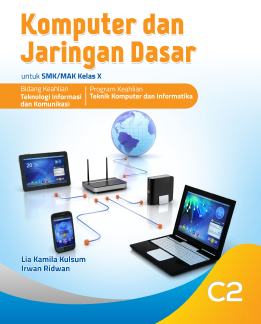 Komputer dan
Jaringan Dasar
untuk SMK/MAK Kelas X
Bidang Keahlian
Teknologi Informasi
dan Komunikasi
Program Keahlian
Teknik Komputer dan Informatika
Lia Kamila Kulsum
Irwan Ridwan
C2